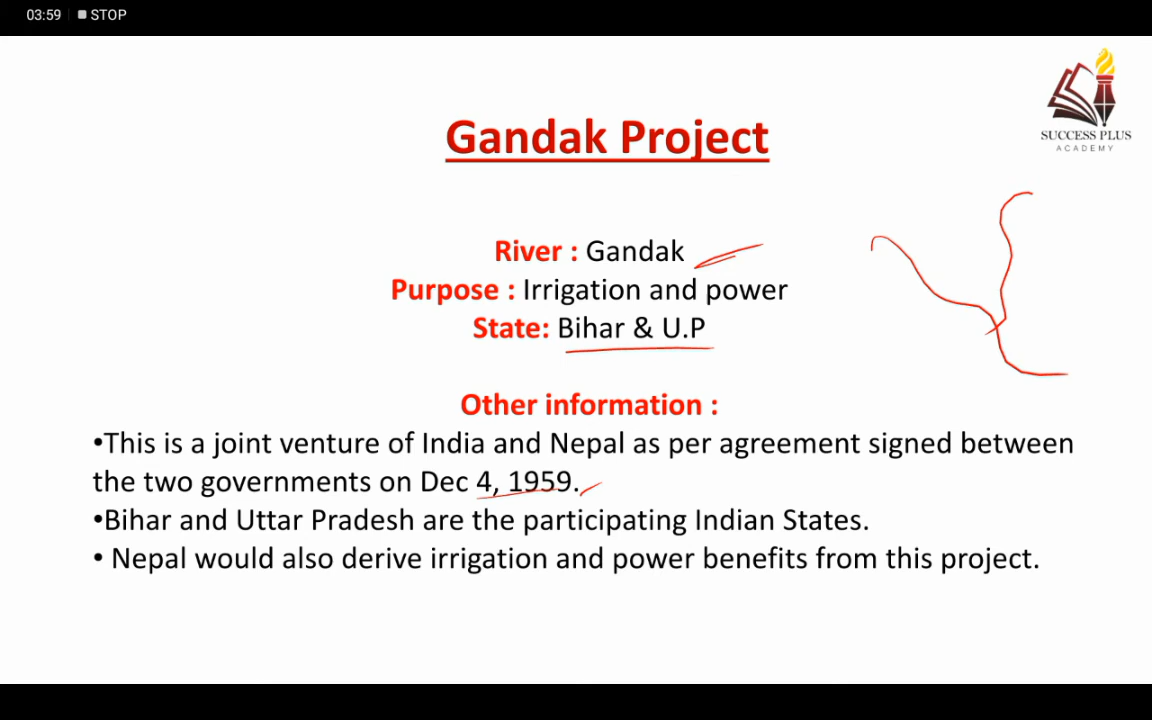 03:59 STOP
SUCCESS PLUS
ACADEMY
Gandak Project
River : Gandak
Purpose : Irrigation and power
State: Bihar & U.P
Other information :
•This is a joint venture of India and Nepal as per agreement signed between
the two governments on Dec 4, 1959.
•Bihar and Uttar Pradesh are the participating Indian States.
• Nepal would also derive irrigation and power benefits from this project.